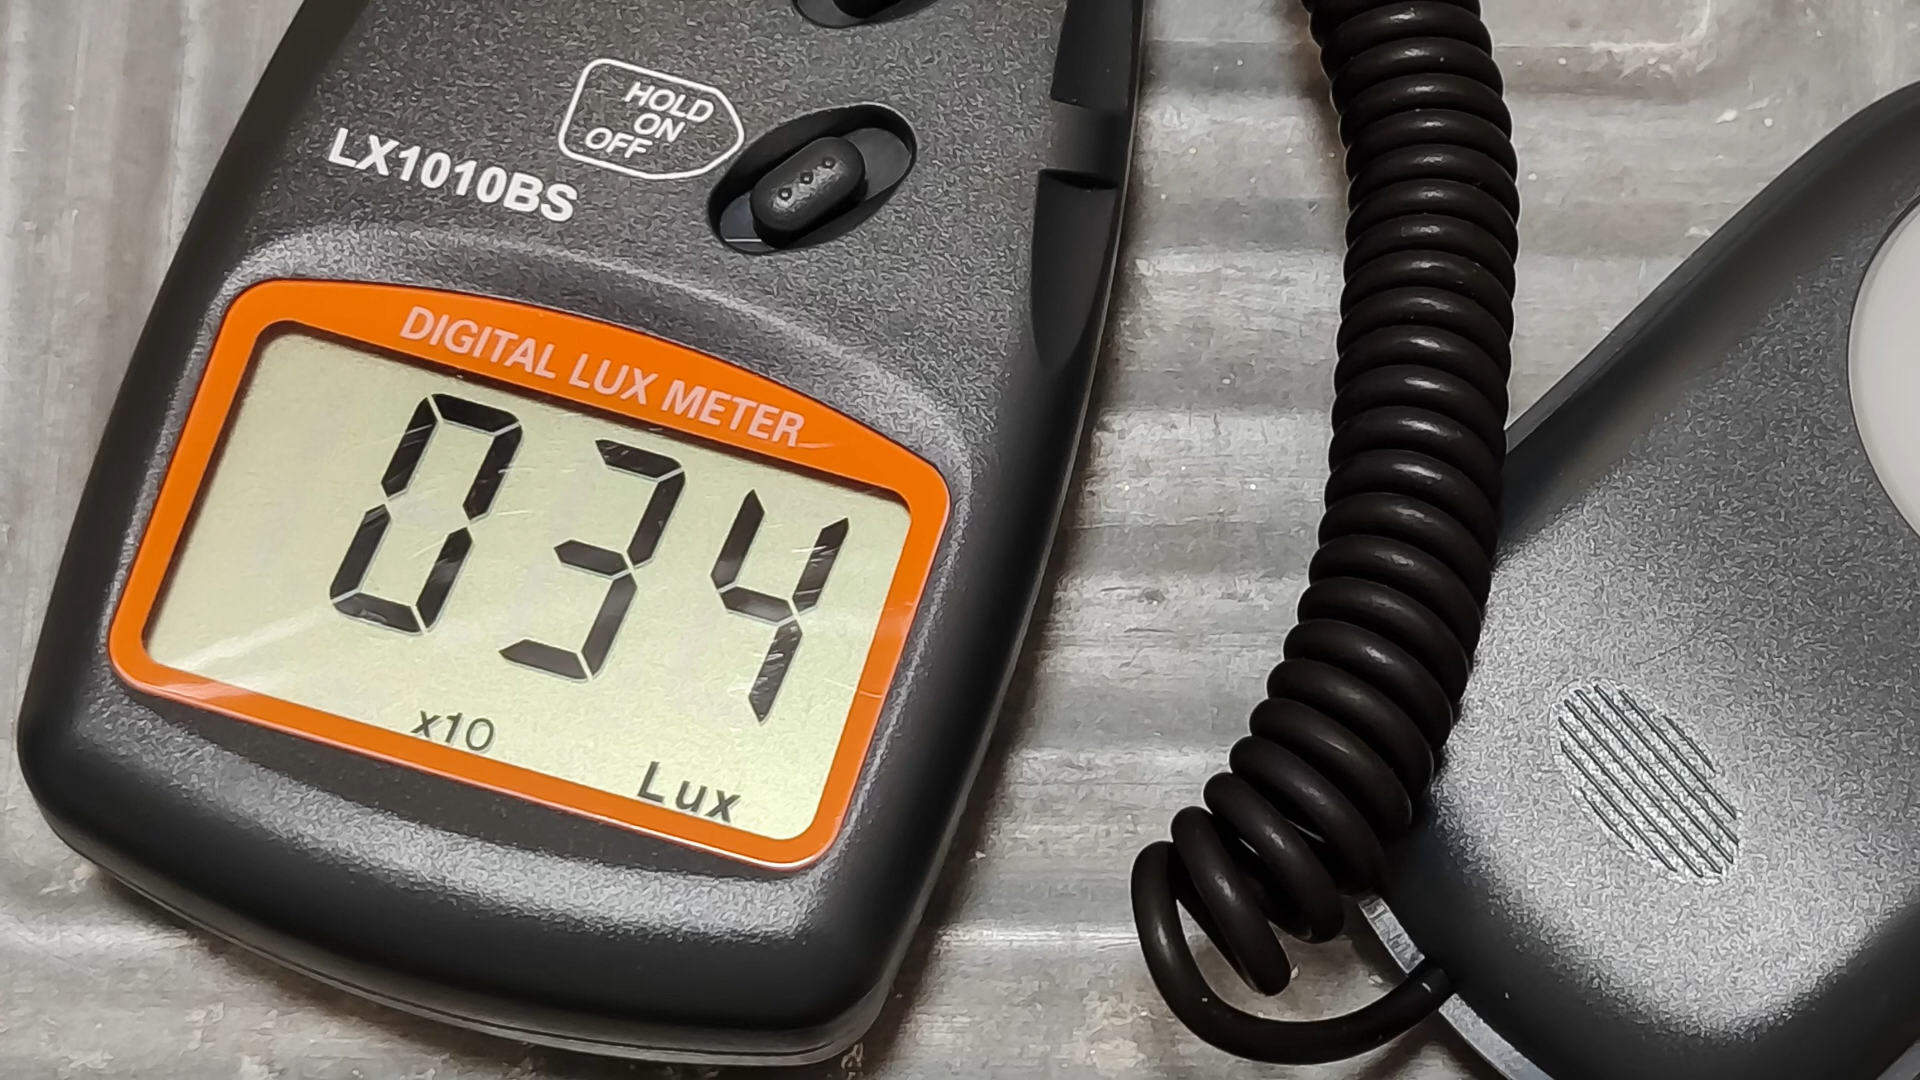 HOLD
ON
OFF
LX1010BS
DIGITAL LUX METER
034
x10
Lux